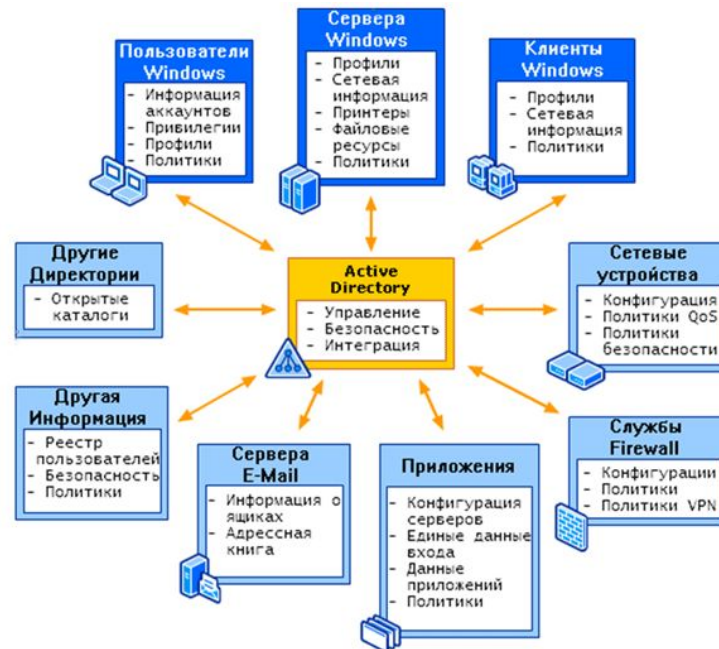 Пользователи
Windows
- Информация
аккаунтов
- Привилегии
- Профили
- Политики
Сервера
Windows
- Профили
- Сетевая
информация
- Принтеры
- Файловые
ресурсы
- Политики
Клиенты
Windows
- Профили
- Сетевая
информация
- Политики
Другие
Директории
- Открытые
каталоги
Active
Directory
- Управление
- Безопасность
- Интеграция
Сетевые
устройства
- Конфигурация
- Политики QoS
- Политики
безопасности
Другая
Информация
- Реестр
пользователей
- Безопасность
- Политики
Сервера
E-Mail
- Информация о
ящиках
- Адрессная
книга
Приложения
- Конфигурация
серверов
- Единые данные
входа
- Данные
приложений
- Политики
Службы
Firewall
- Конфигурации
- Политики
- Политики VPN